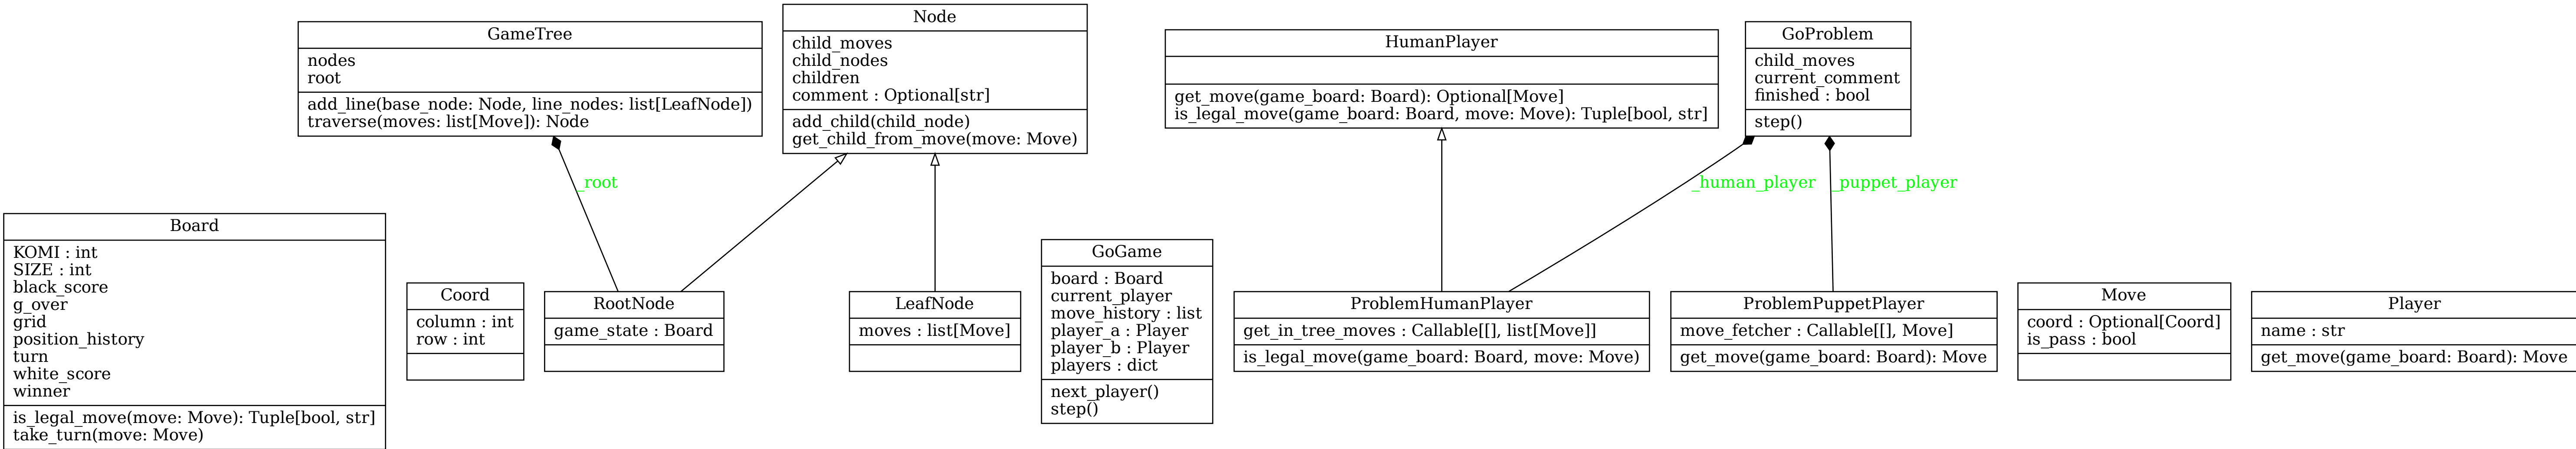 GameTree
nodes
root
add_line(base_node: Node, line_nodes: list[LeafNode])
traverse(moves: list[Move]): Node
Node
child_moves
child_nodes
children
comment : Optional[str]
add_child(child_node)
get_child_from_move(move: Move)
HumanPlayer
get_move(game_board: Board): Optional[Move]
is_legal_move(game_board: Board, move: Move): Tuple[bool, str]
GoProblem
child_moves
current_comment
finished : bool
step()
_root
_human_player
_puppet_player
Board
KOMI : int
SIZE : int
black_score
g_over
grid
position_history
turn
white_score
winner
is_legal_move(move: Move): Tuple[bool, str]
take_turn(move: Move)
Coord
column : int
row : int
RootNode
game_state : Board
LeafNode
moves : list[Move]
GoGame
board : Board
current_player
move_history : list
player_a : Player
player_b : Player
players : dict
next_player()
step()
ProblemHumanPlayer
get_in_tree_moves : Callable[[], list[Move]]
is_legal_move(game_board: Board, move: Move)
ProblemPuppetPlayer
move_fetcher : Callable[[], Move]
get_move(game_board: Board): Move
Move
coord : Optional[Coord]
is_pass : bool
Player
name : str
get_move(game_board: Board): Move